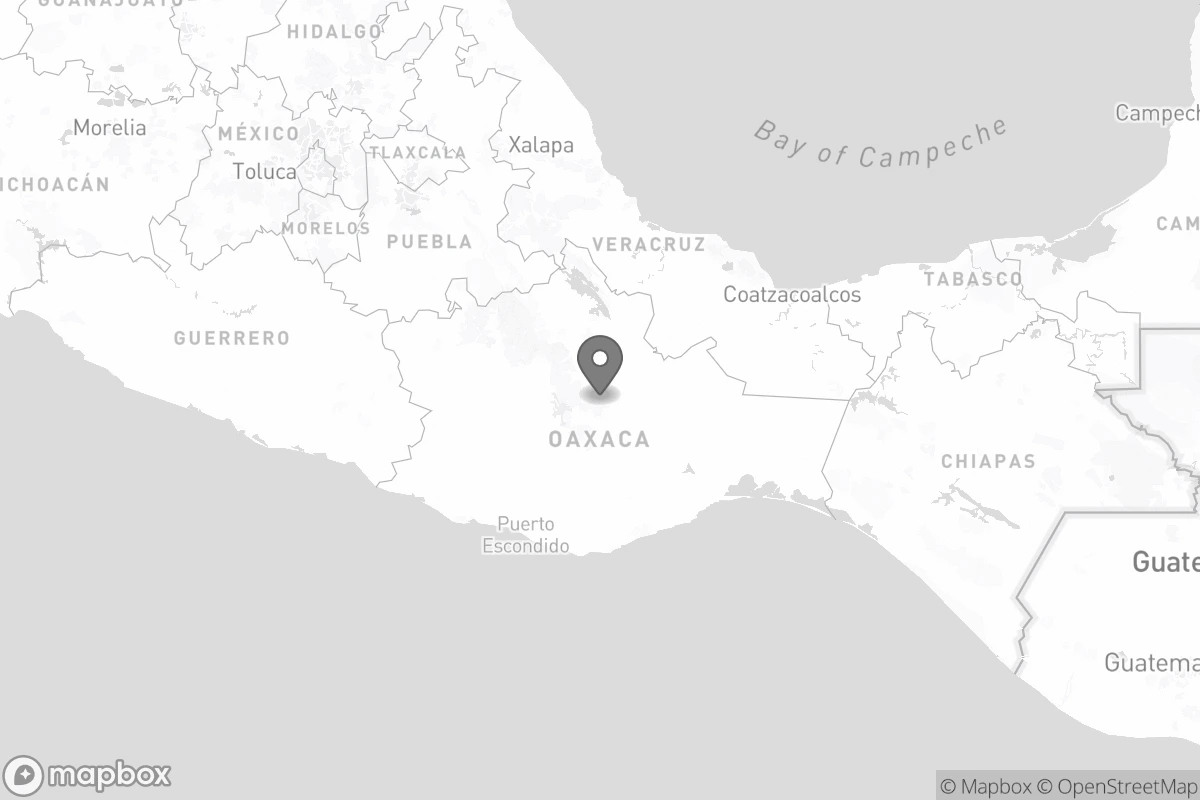 GUANAJUATO
HIDALGO
Morelia
MÉXICO
Xalapa
Bay of Campeche
Campech
TLAXCALA
Toluca
ICHOACÁN
MORELOS
PUEBLA
VERACRUZ
CAM
TABASCO
Coatzacoalcos
GUERRERO
OAXACA
CHIAPAS
Puerto
Escondido
Guate
Guatema
mapbox
© Mapbox © OpenStreetMap